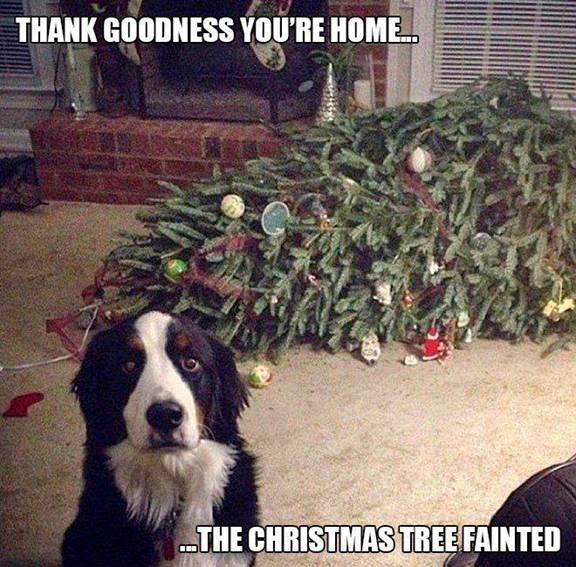 THANK GOODNESS YOU'RE HOME...
...THE CHRISTMAS TREE FAINTED